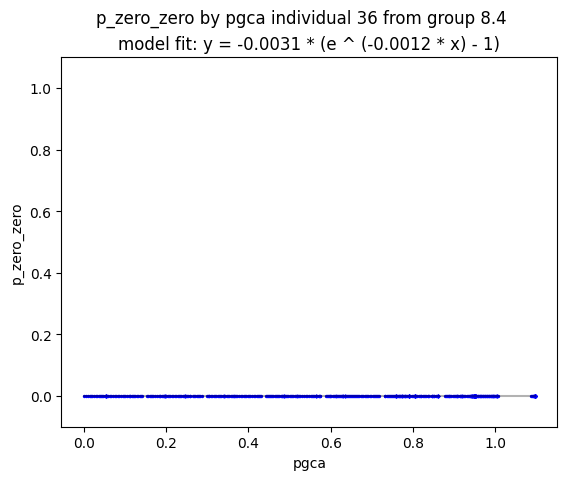 p_zero_zero by pgca individual 36 from group 8.4
model fit: y = -0.0031 * (e ^ (-0.0012 * x) - 1)
1.0
0.8
0.6
0.4
0.2
0.0
p_zero_zero
0.0 0.2 0.4 0.6 0.8 1.0
pgca